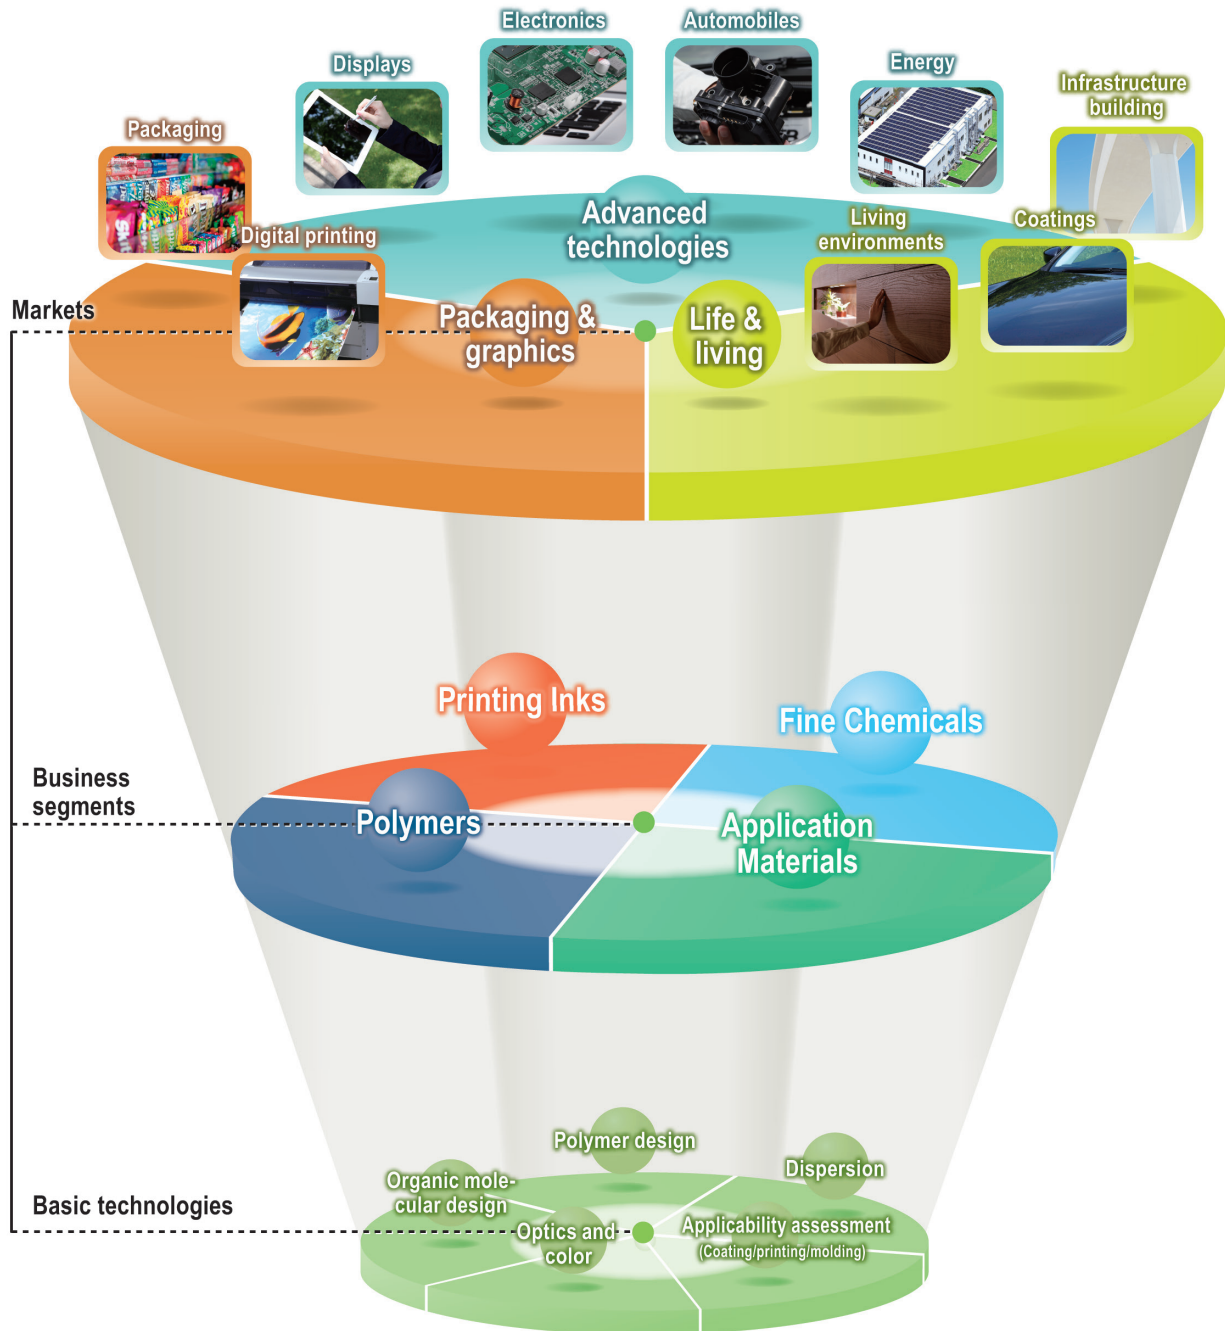 Electronics
Automobiles
Displays
Energy
Infrastructure
building
Packaging
Digital printing
Advanced
technologies
Living
environments
Coatings
Markets
Packaging &
graphics
Life &
living
Printing Inks
Fine Chemicals
Business
segments
Polymers
Application
Materials
Polymer design
Dispersion
Organic mole-
cular design
Basic technologies
Optics and
color
Applicability assessment
(Coating/printing/molding)